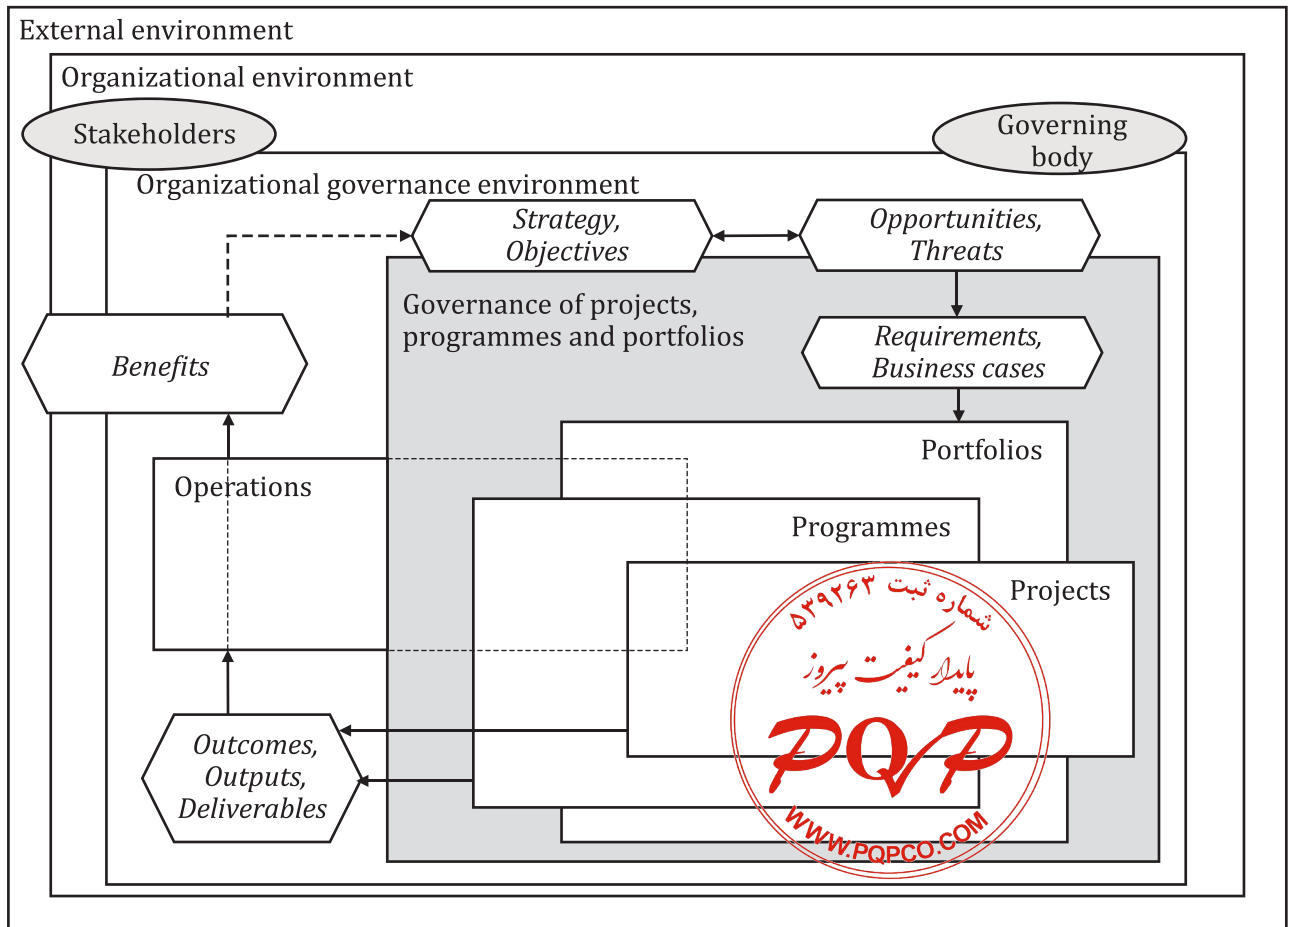 External environment
Organizational environment
Stakeholders
Governing
body
Organizational governance environment
Strategy,
Objectives
Opportunities,
Threats
Governance of projects,
programmes and portfolios
Requirements,
Business cases
Benefits
Portfolios
Operations
Programmes
Projects
شماره ثبت ۵۳۹۲۶۳
پایدار کیفیت پیروز
PQP
WWW.PQPCO.COM
Outcomes,
Outputs,
Deliverables